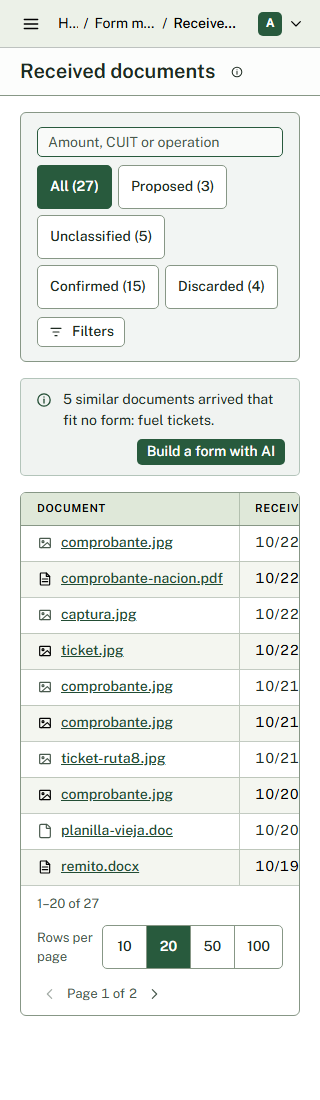 H... / Form m... / Receive... A
Received documents
Amount, CUIT or operation
All (27) Proposed (3)
Unclassified (5)
Confirmed (15) Discarded (4)
Filters
5 similar documents arrived that
fit no form: fuel tickets.
Build a form with AI
DOCUMENT RECEIV
comprobante.jpg 10/22
comprobante-nacion.pdf 10/22
captura.jpg 10/22
ticket.jpg 10/22
comprobante.jpg 10/21
comprobante.jpg 10/21
ticket-ruta8.jpg 10/21
comprobante.jpg 10/20
planilla-vieja.doc 10/20
remito.docx 10/19
1–20 of 27
Rows per
page 10 20 50 100
Page 1 of 2